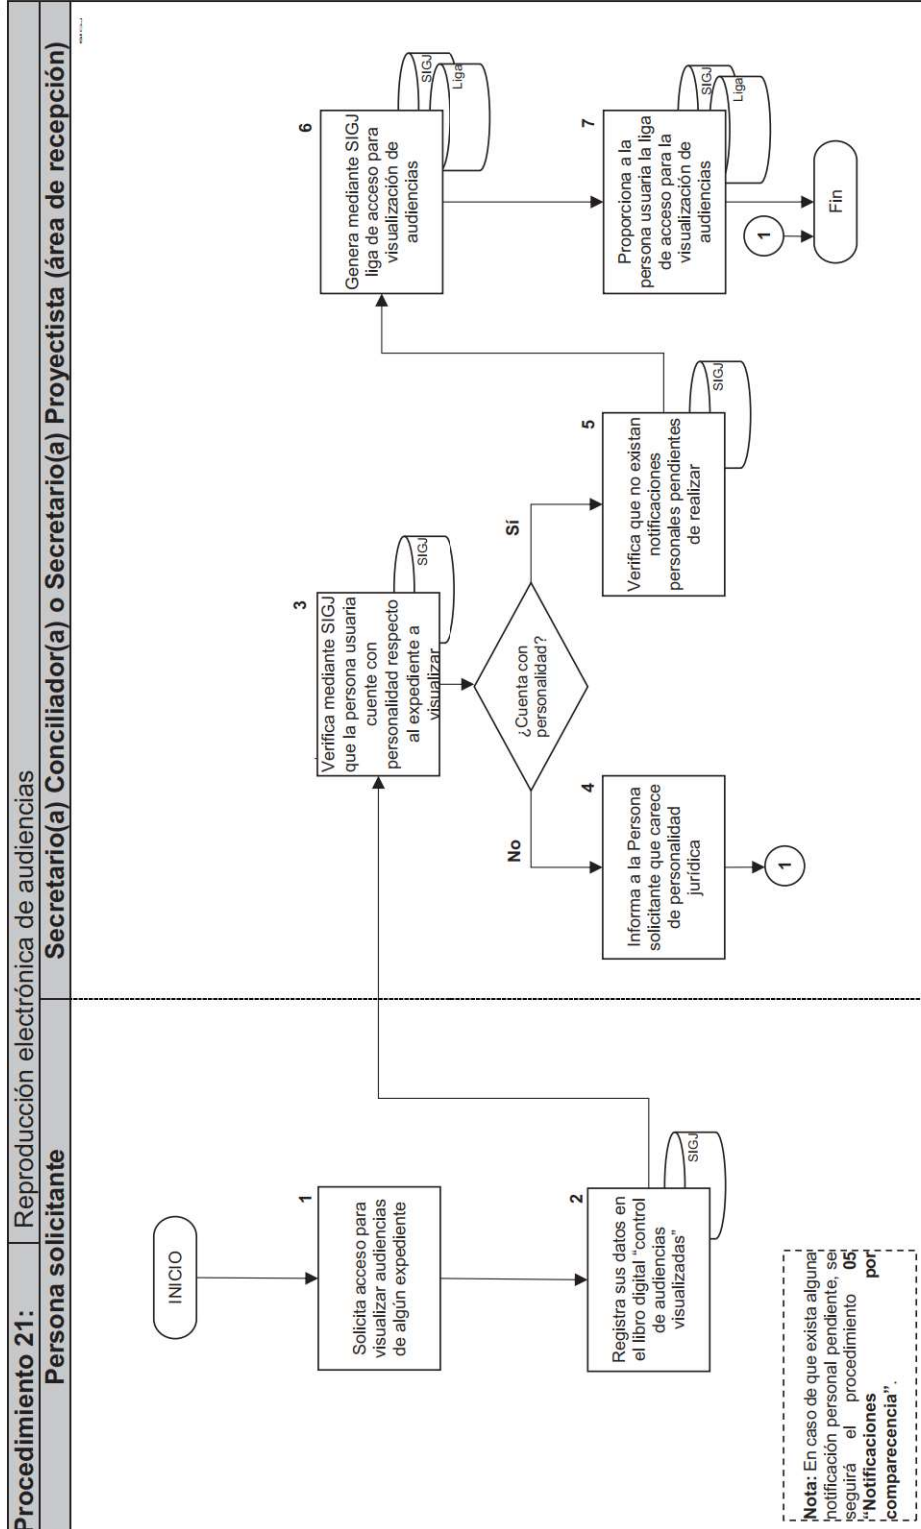 Procedimiento 21:
Reproducción electrónica de audiencias
Persona solicitante
Secretario(a) Conciliador(a) o Secretario(a) Proyectista (área de recepción)
INICIO
1
Solicita acceso para
visualizar audiencias
de algún expediente
2
Registra sus datos en
el libro digital “control
de audiencias
visualizadas”
SIGJ
3
Verifica mediante SIGJ
que la persona usuaria
cuente con
personalidad respecto
al expediente a
visualizar
SIGJ
¿Cuenta con
personalidad?
No
Sí
4
Informa a la Persona
solicitante que carece
de personalidad
jurídica
1
5
Verifica que no existan
notificaciones
personales pendientes
de realizar
SIGJ
6
Genera mediante SIGJ
liga de acceso para
visualización de
audiencias
SIGJ
Liga
7
Proporciona a la
persona usuaria la liga
de acceso para la
visualización de
audiencias
SIGJ
Liga
1
Fin
Nota: En caso de que exista alguna
notificación personal pendiente, se
seguirá el procedimiento 05
“Notificaciones por
comparecencia”.